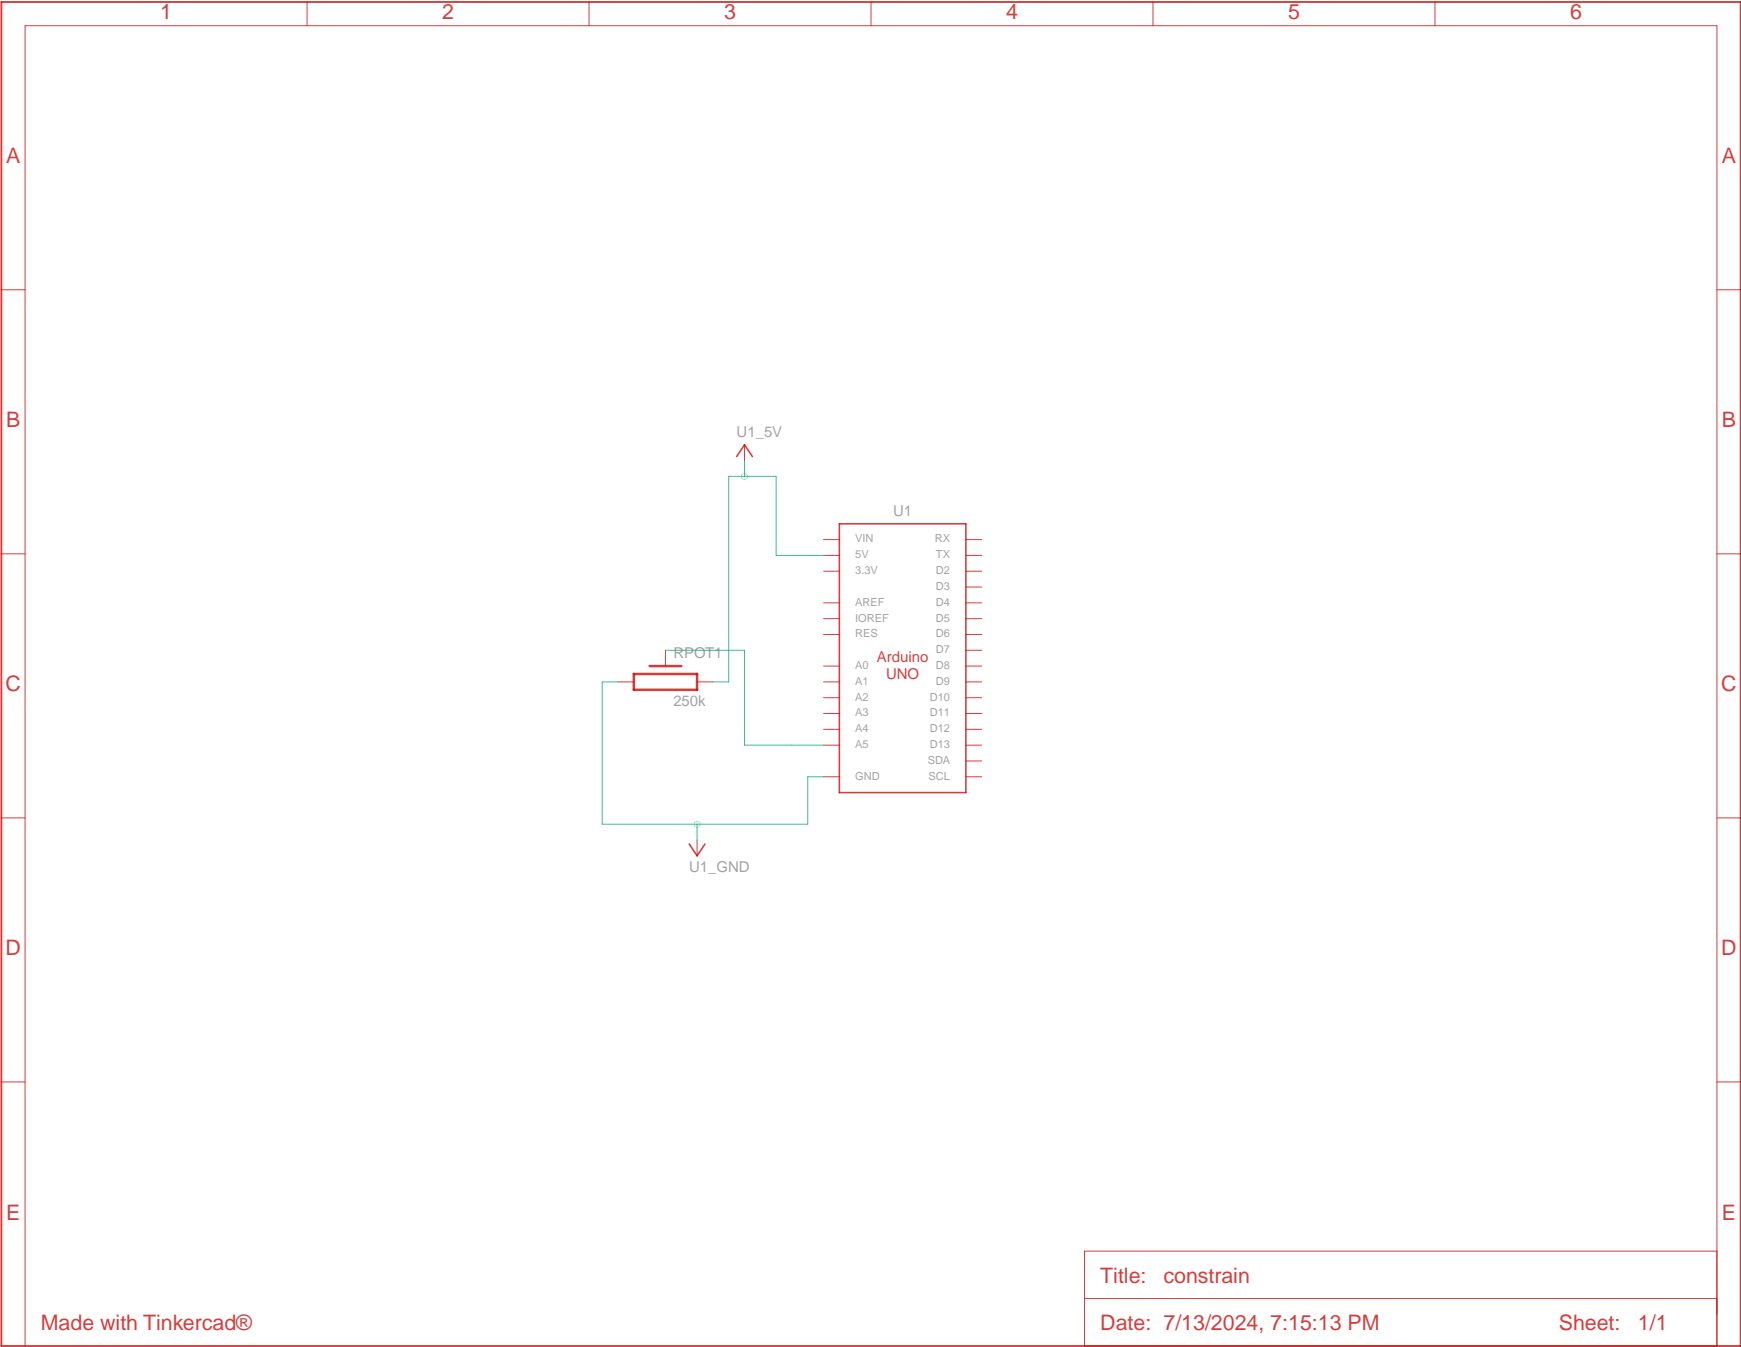 1 2 3 4 5 6
A A
B B
U1_5V
U1
VIN RX
5V TX
3.3V D2
D3
AREF D4
IOREF D5
RES D6
RPOT1 D7
Arduino
A0 D8
UNO
C A1 D9 C
250k A2 D10
A3 D11
A4 D12
A5 D13
SDA
GND SCL
U1_GND
D D
E E
Title: constrain
Made with Tinkercad® Date: 7/13/2024, 7:15:13 PM Sheet: 1/1